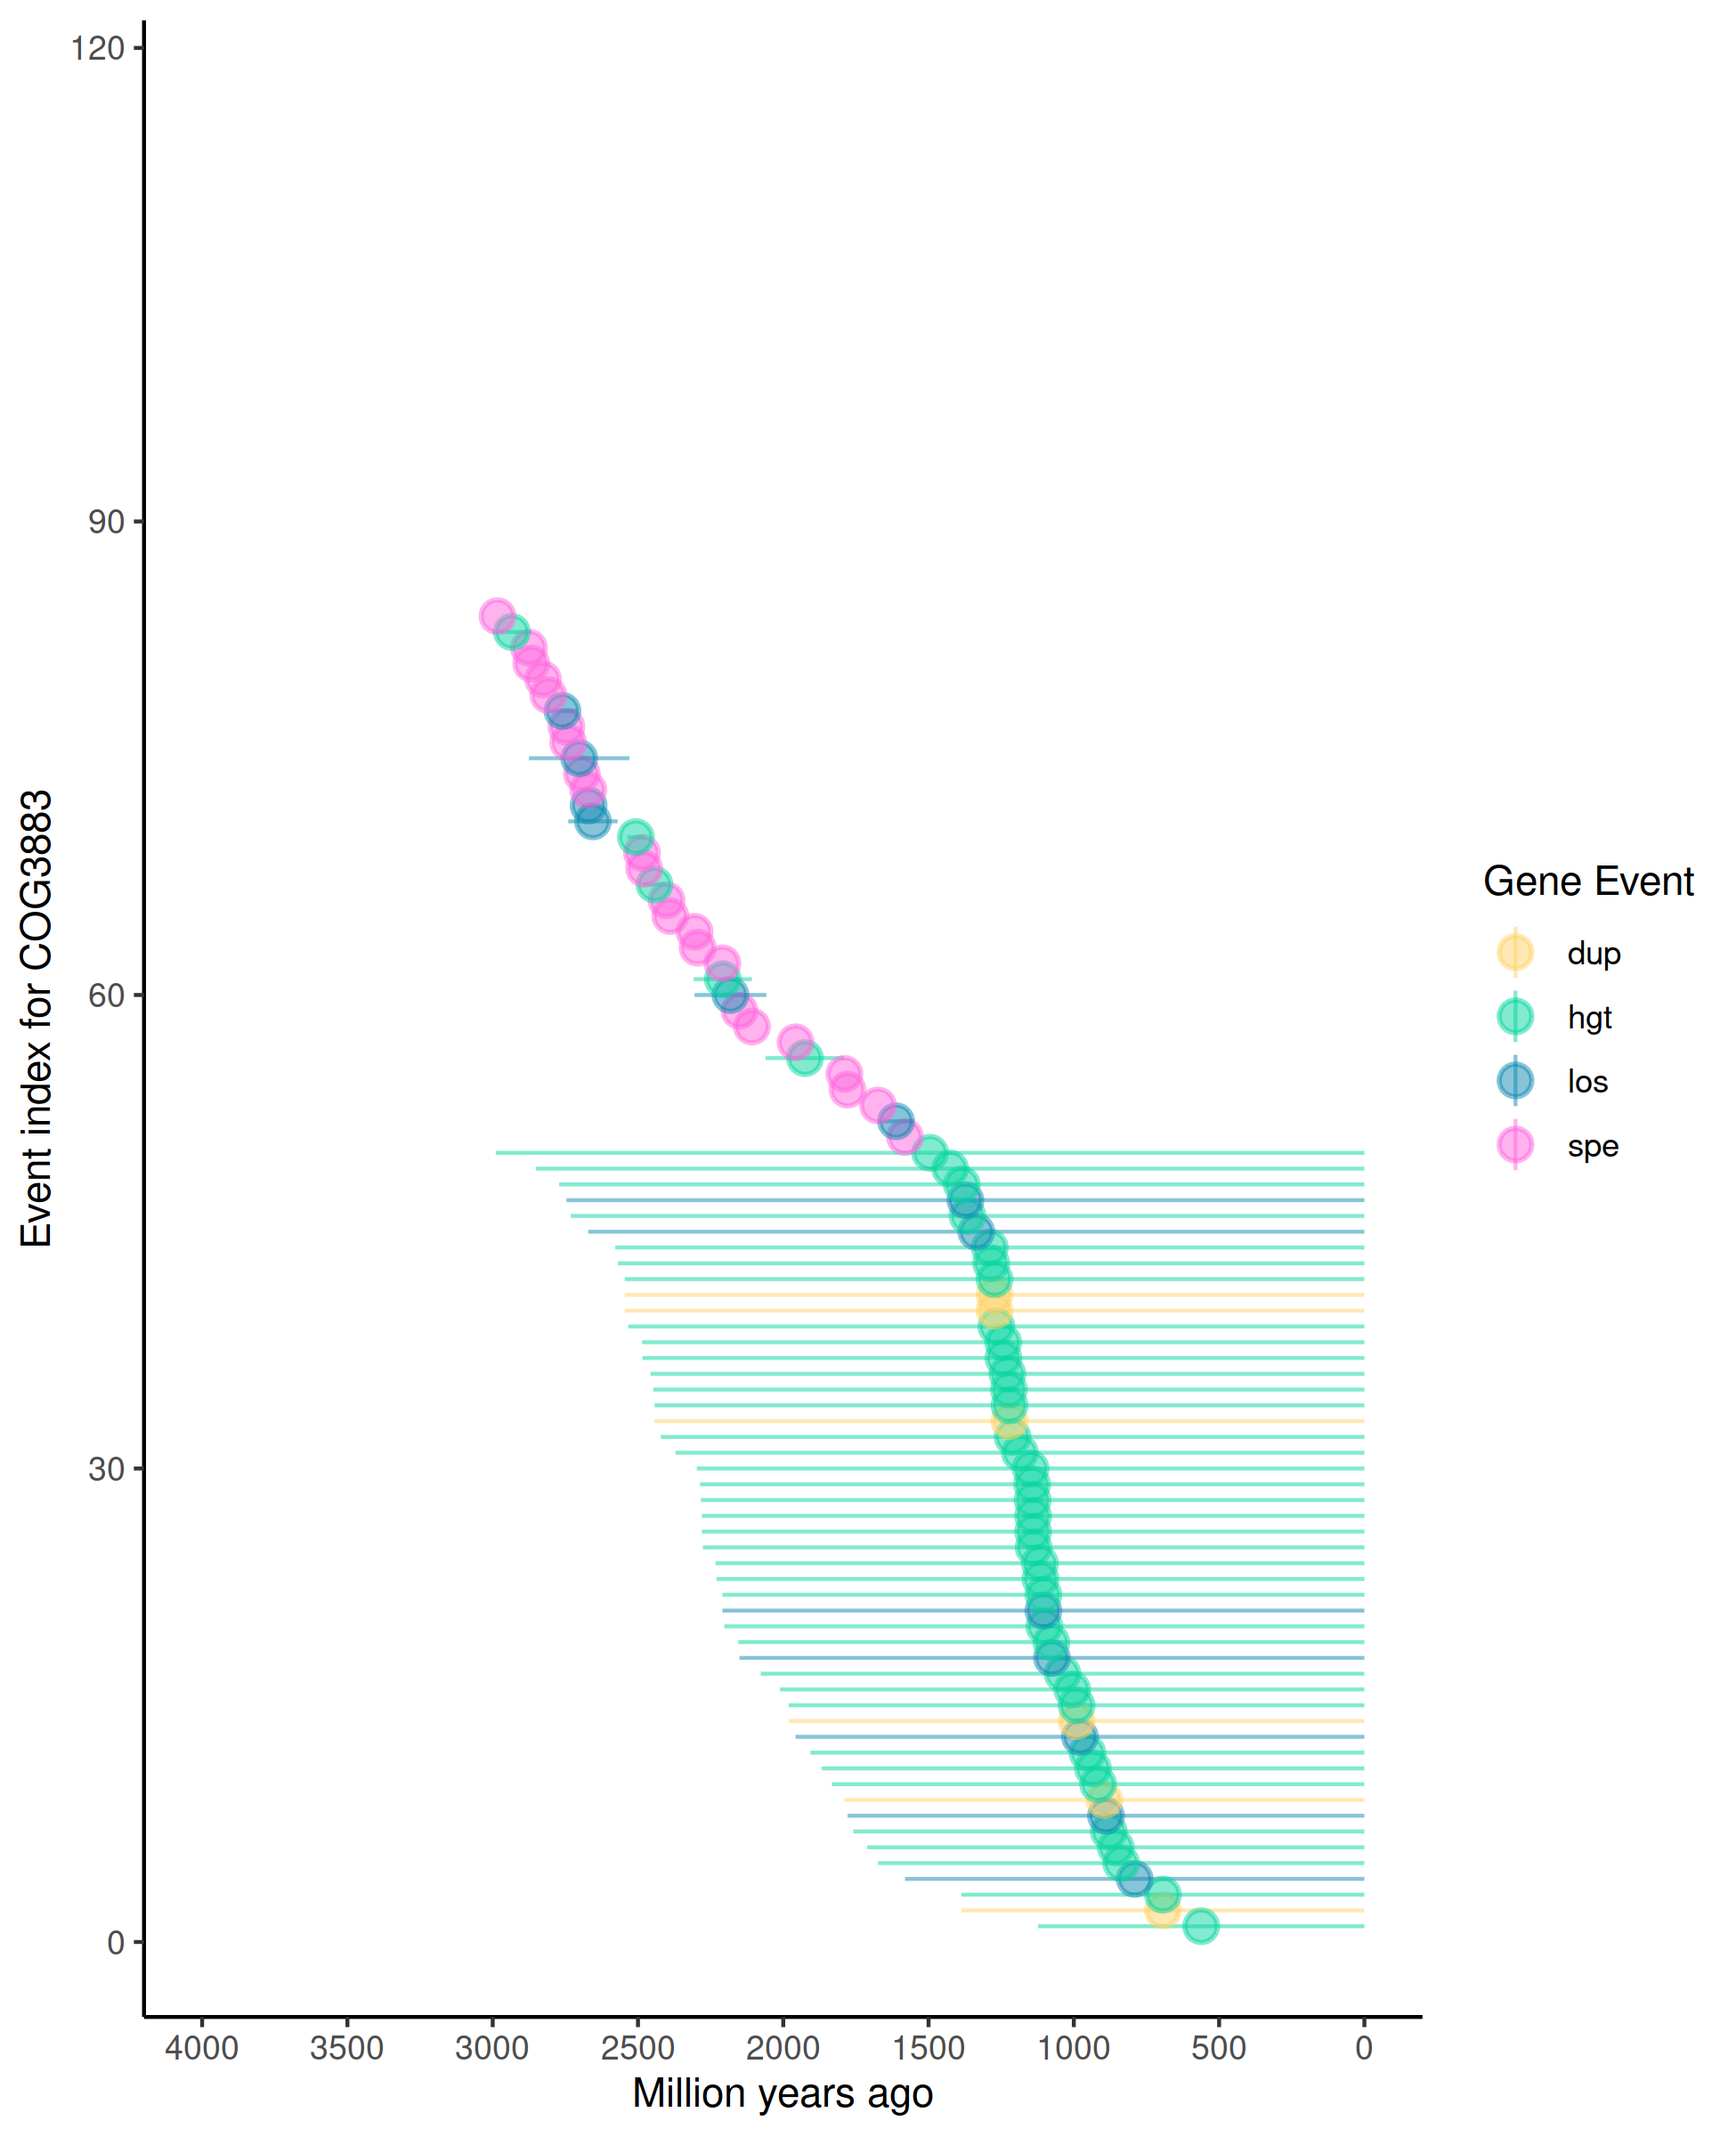 120
90
60
30
0
Event index for COG3883
4000 3500 3000 2500 2000 1500 1000 500 0
Million years ago
Gene Event
dup
hgt
los
spe